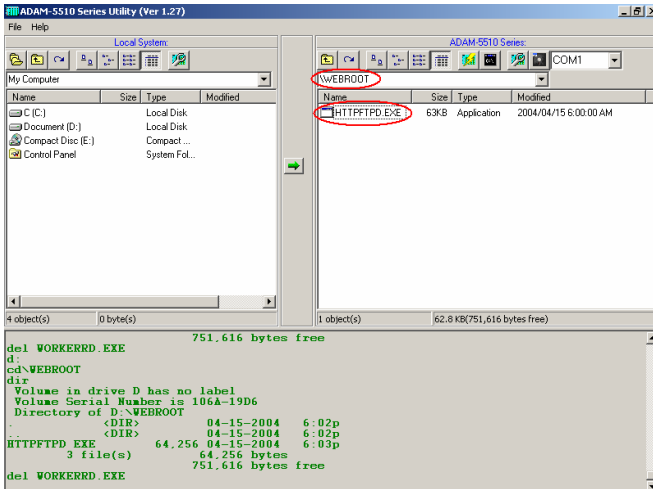 ADAM-5510 Series Utility (Ver 1.27)
File Help
Local System:
My Computer
Name Size Type Modified
C (C:) Local Disk
Document (D:) Local Disk
Compact Disc (E:) Compact ...
Control Panel System Fol...
4 object(s) 0 byte(s)
ADAM-5510 Series:
COM1
\WEBROOT
Name Size Type Modified
HTTPFTPD.EXE 63KB Application 2004/04/15 6:00:00 AM
1 object(s) 62.8 KB(751,616 bytes free)
751,616 bytes free
del WORKERRD.EXE
d:
cd\WEBROOT
dir
Volume in drive D has no label
Volume Serial Number is 106A-19D6
Directory of D:\WEBROOT
. <DIR> 04-15-2004 6:02p
.. <DIR> 04-15-2004 6:02p
HTTPFTPD EXE 64,256 04-15-2004 6:03p
3 file(s) 64,256 bytes
751,616 bytes free
del WORKERRD.EXE